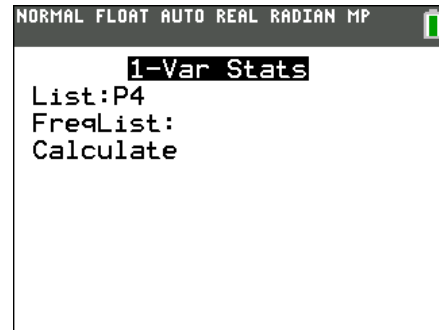 NORMAL FLOAT AUTO REAL RADIAN MP
1-Var Stats
List:P4
FreqList:
Calculate